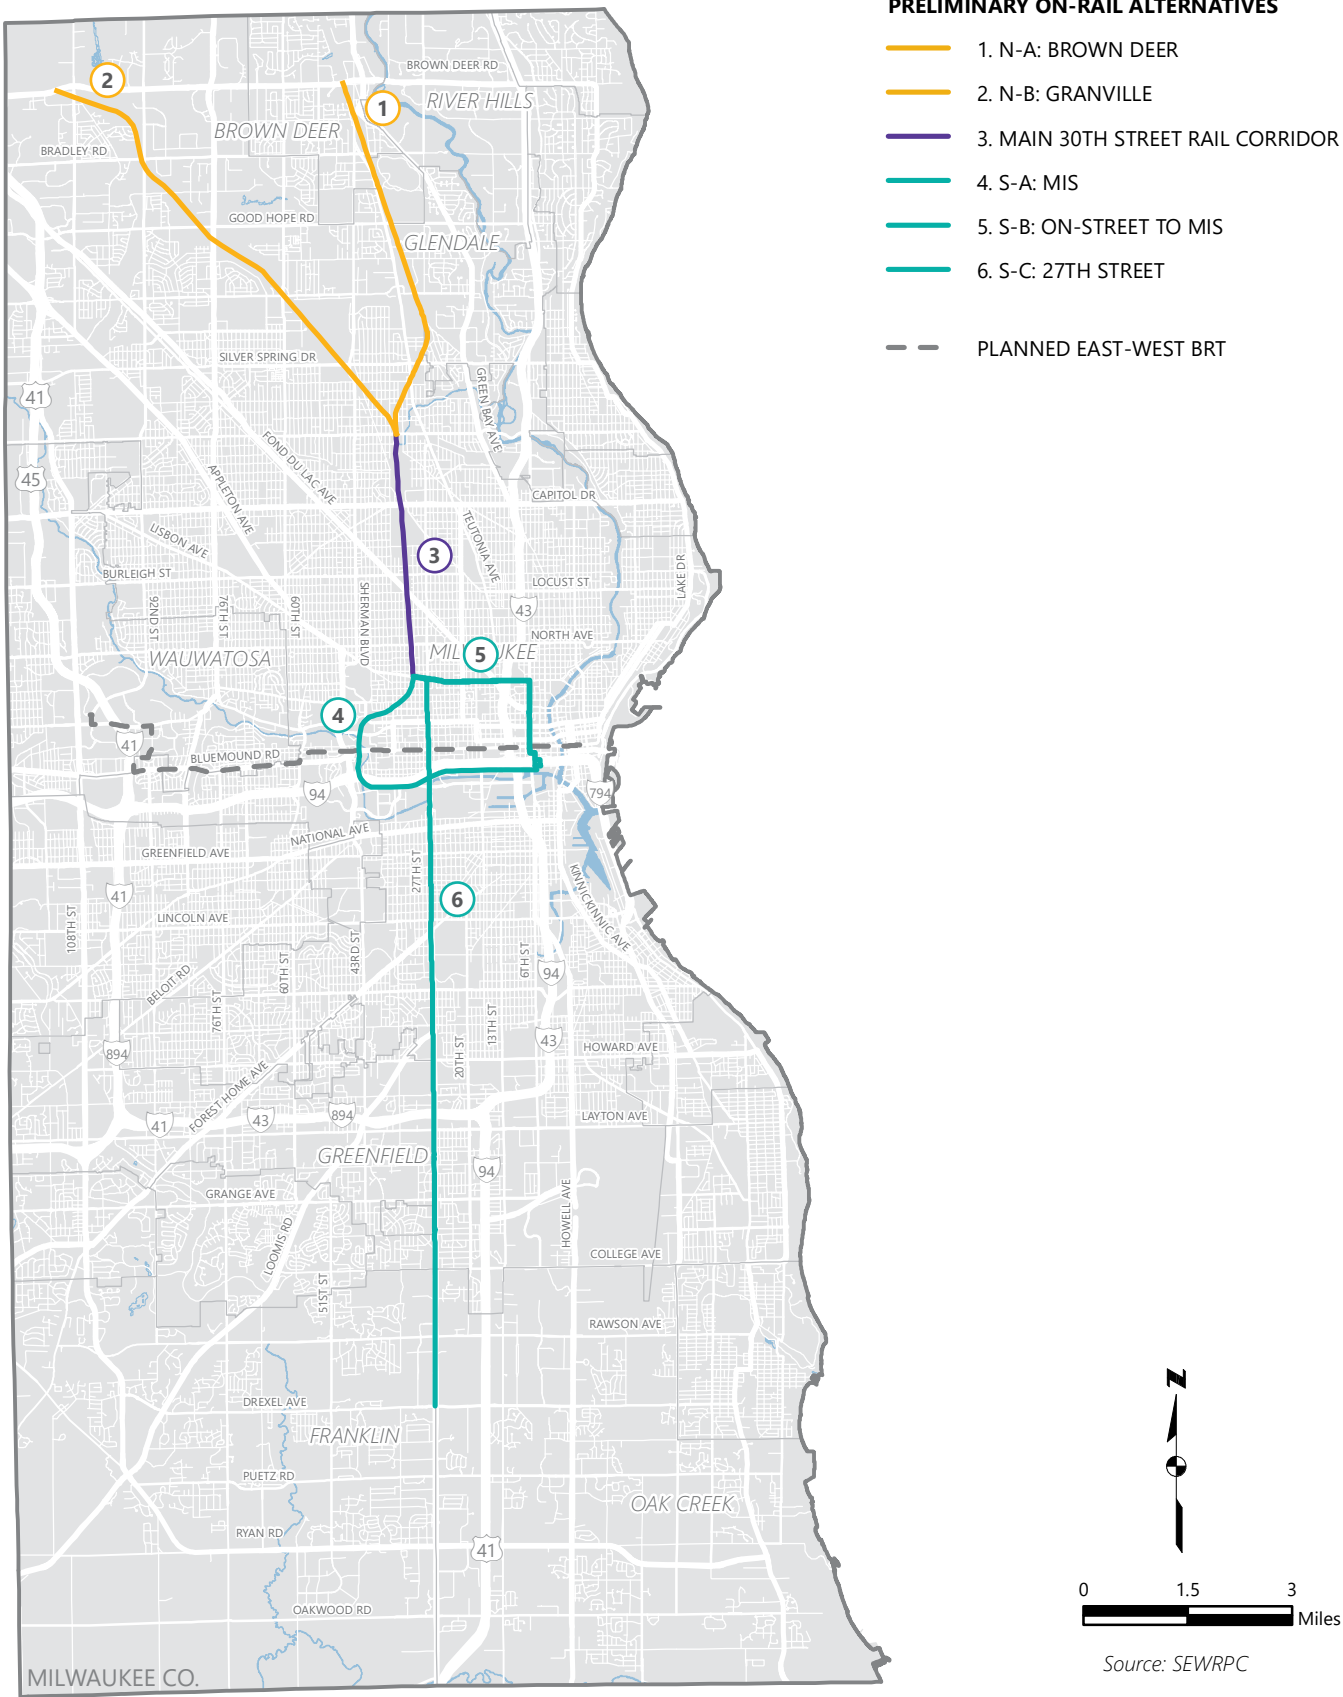 PRELIMINARY ON-RAIL ALTERNATIVES
1. N-A: BROWN DEER
2. N-B: GRANVILLE
3. MAIN 30TH STREET RAIL CORRIDOR
4. S-A: MIS
5. S-B: ON-STREET TO MIS
6. S-C: 27TH STREET
PLANNED EAST-WEST BRT
BROWN DEER RD
2
1
RIVER HILLS
BROWN DEER
BRADLEY RD
GOOD HOPE RD
GLENDALE
SILVER SPRING DR
41
GREEN BAY AVE
FOND DU LAC AVE
45
APPLETON AVE
CAPITOL DR
LISBON AVE
TEUTONIA AVE
3
BURLEIGH ST
LOCUST ST
LAKE DR
92ND ST
76TH ST
60TH ST
SHERMAN BLVD
43
NORTH AVE
WAUWATOSA
MIL
UKEE
5
4
41
BLUEMOUND RD
94
794
NATIONAL AVE
GREENFIELD AVE
27TH ST
KINNICKINNIC AVE
41
6
LINCOLN AVE
108TH ST
43RD ST
6TH ST
60TH ST
BELOIT RD
94
76TH ST
13TH ST
20TH ST
43
HOWARD AVE
894
FOREST HOME AVE
41
43
894
LAYTON AVE
GREENFIELD
94
GRANGE AVE
HOWELL AVE
LOOMIS RD
COLLEGE AVE
51ST ST
RAWSON AVE
DREXEL AVE
FRANKLIN
PUETZ RD
OAK CREEK
RYAN RD
41
OAKWOOD RD
MILWAUKEE CO.
N
0 1.5 3
Miles
Source: SEWRPC